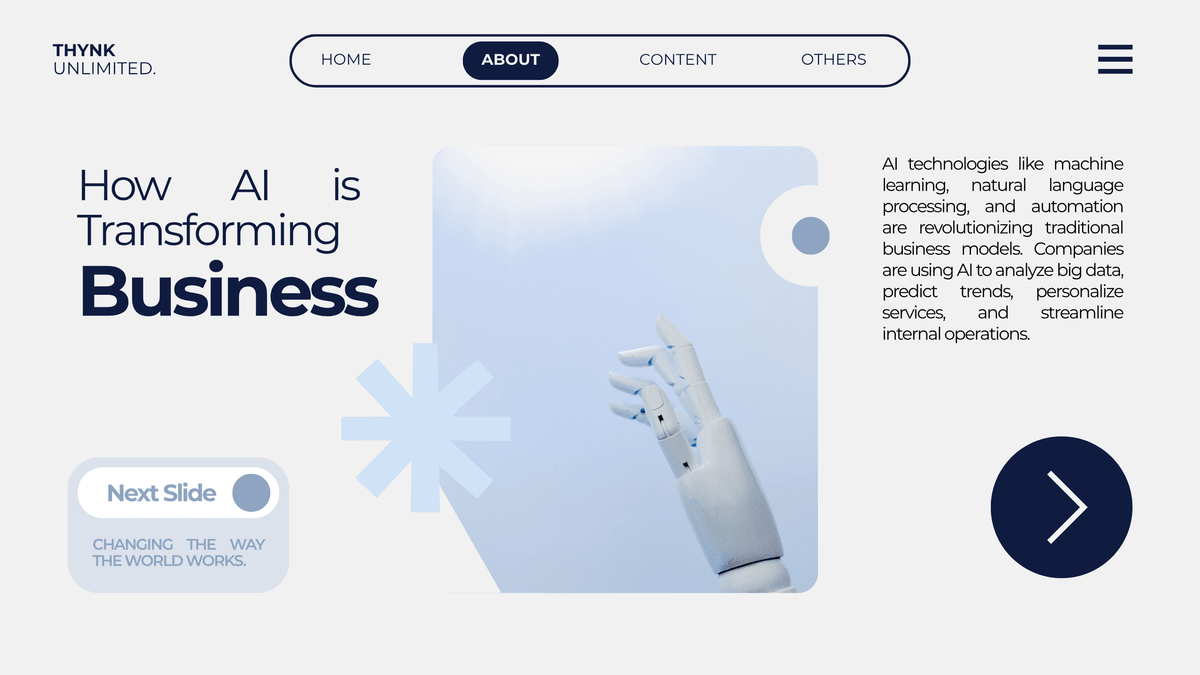 THYNK
UNLIMITED.
HOME
ABOUT
CONTENT
OTHERS
How AI is
Transforming
Business
AI technologies like machine
learning, natural language
processing, and automation
are revolutionizing traditional
business models. Companies
are using AI to analyze big data,
predict trends, personalize
services, and streamline
internal operations.
Next Slide
CHANGING THE WAY
THE WORLD WORKS.